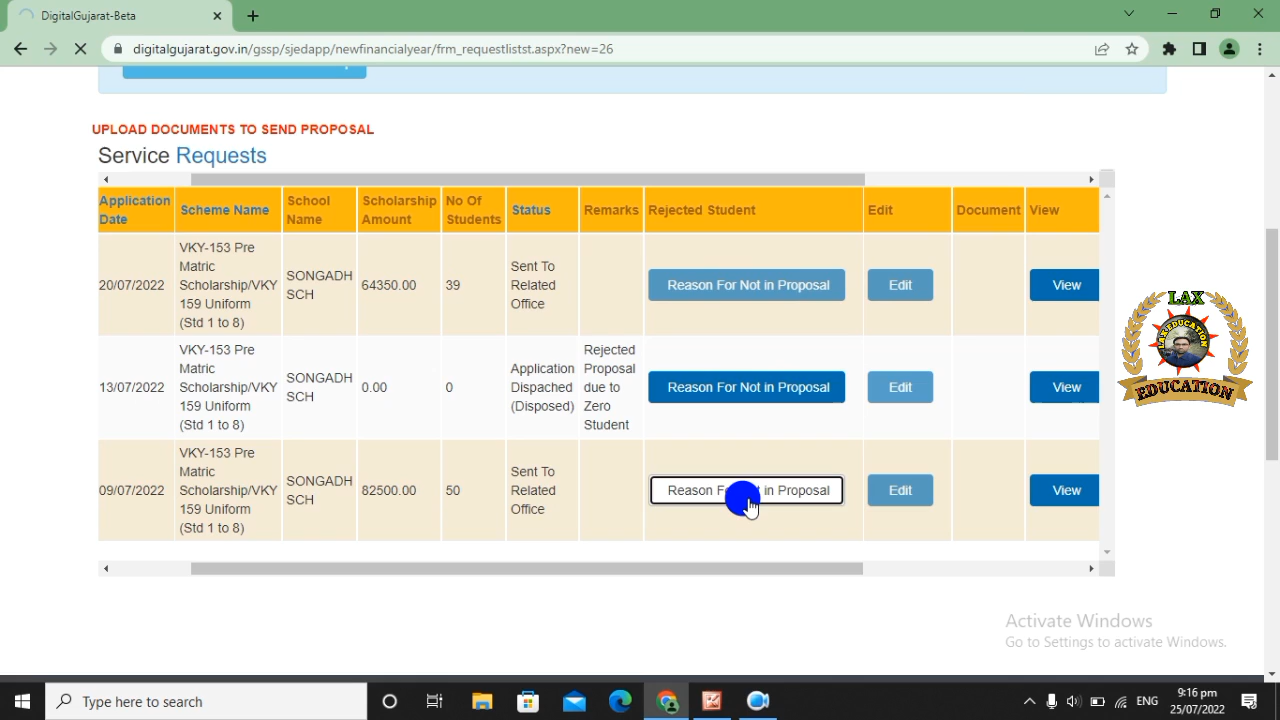 DigitalGujarat-Beta
digitalgujarat.gov.in/gssp/sjedapp/newfinancialyear/frm_requestlistst.aspx?new=26
UPLOAD DOCUMENTS TO SEND PROPOSAL
Service Requests
Application Date Scheme Name School Name Scholarship Amount No Of Students Status Remarks Rejected Student Edit Document View
20/07/2022 VKY-153 Pre Matric Scholarship/VKY 159 Uniform (Std 1 to 8) SONGADH SCH 64350.00 39 Sent To Related Office Reason For Not in Proposal Edit View
13/07/2022 VKY-153 Pre Matric Scholarship/VKY 159 Uniform (Std 1 to 8) SONGADH SCH 0.00 0 Application Dispached (Disposed) Rejected Proposal due to Zero Student Reason For Not in Proposal Edit View
09/07/2022 VKY-153 Pre Matric Scholarship/VKY 159 Uniform (Std 1 to 8) SONGADH SCH 82500.00 50 Sent To Related Office Reason For Not in Proposal Edit View
LAX
LAX EDUCATION
EDUCATION
Activate Windows
Go to Settings to activate Windows.
Type here to search
ENG
9:16 pm
25/07/2022